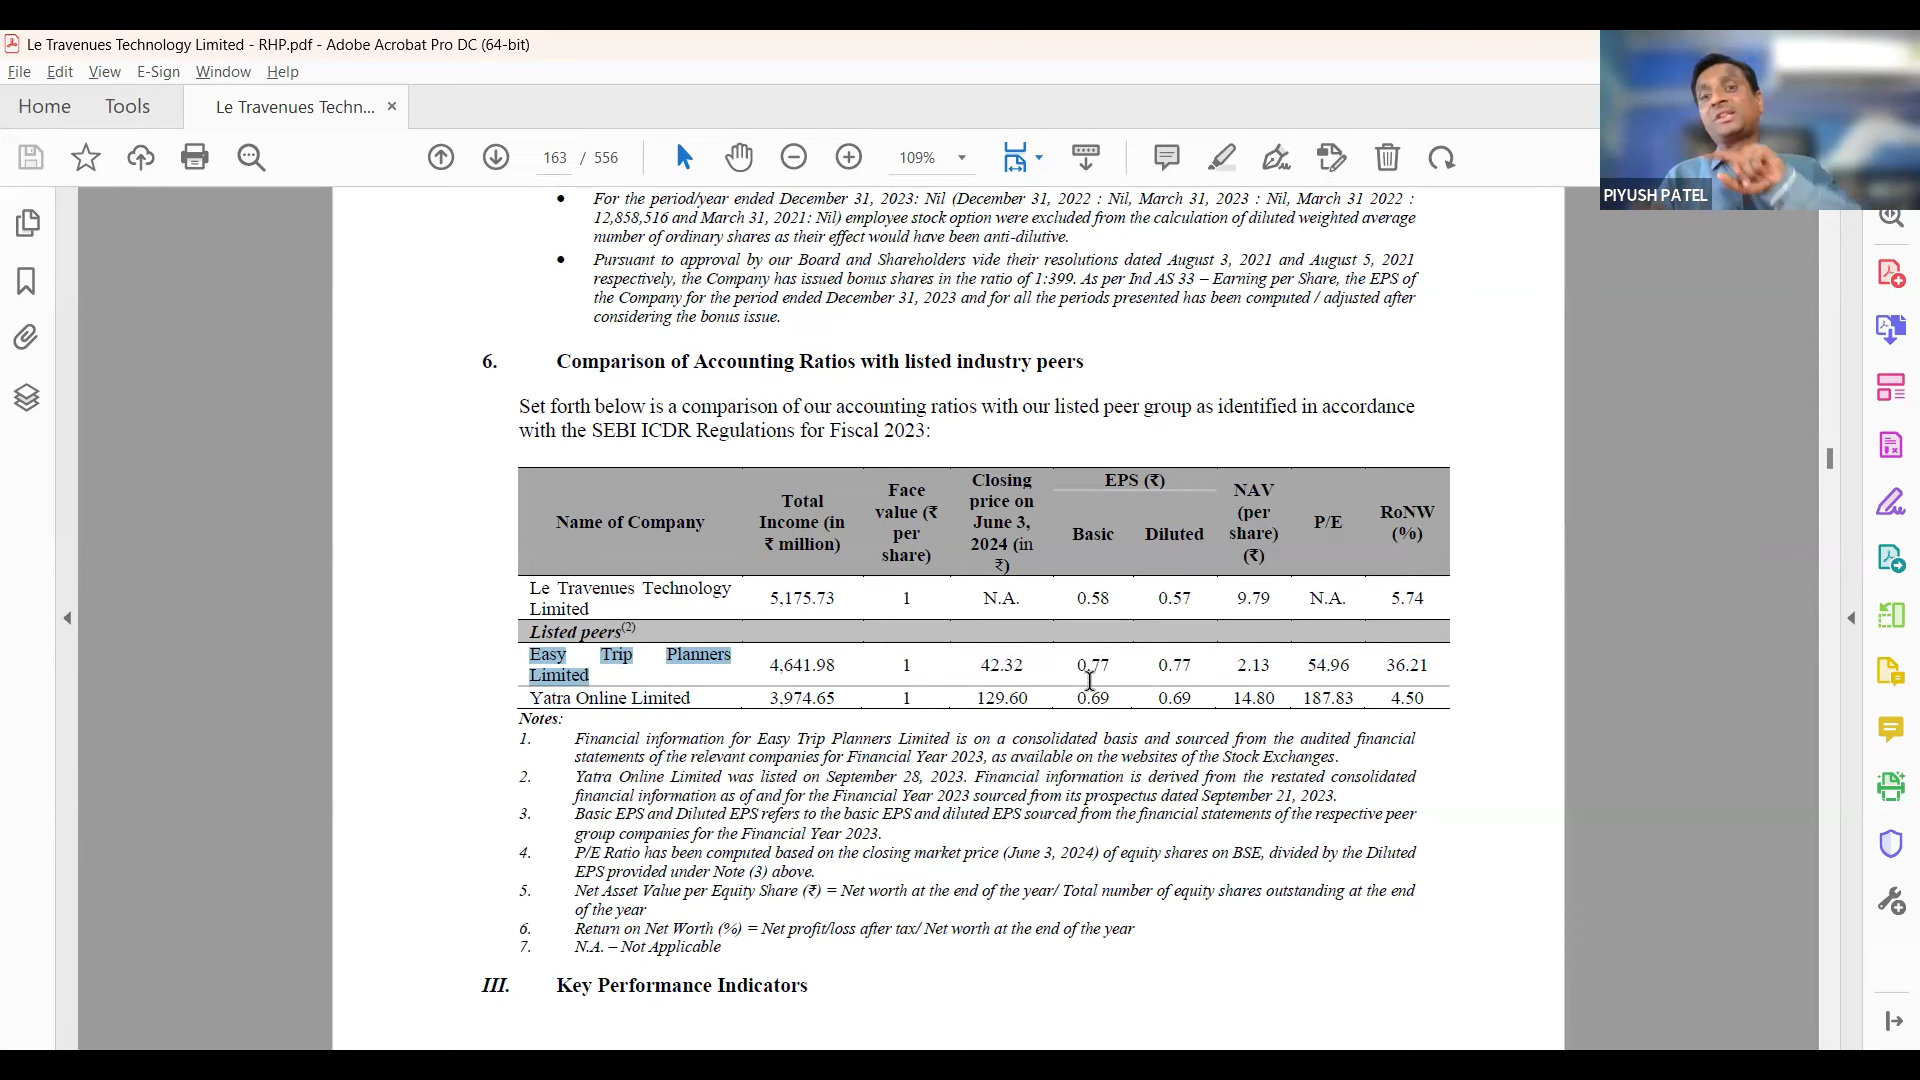 Le Travenues Technology Limited - RHP.pdf - Adobe Acrobat Pro DC (64-bit)
File Edit View E-Sign Window Help
Home Tools Le Travenues Techn... ×
163 / 556 109%
PIYUSH PATEL
• For the period/year ended December 31, 2023: Nil (December 31, 2022 : Nil, March 31, 2023 : Nil, March 31 2022 :
12,858,516 and March 31, 2021: Nil) employee stock option were excluded from the calculation of diluted weighted average
number of ordinary shares as their effect would have been anti-dilutive.
• Pursuant to approval by our Board and Shareholders vide their resolutions dated August 3, 2021 and August 5, 2021
respectively, the Company has issued bonus shares in the ratio of 1:399. As per Ind AS 33 – Earning per Share, the EPS of
the Company for the period ended December 31, 2023 and for all the periods presented has been computed / adjusted after
considering the bonus issue.
6. Comparison of Accounting Ratios with listed industry peers
Set forth below is a comparison of our accounting ratios with our listed peer group as identified in accordance
with the SEBI ICDR Regulations for Fiscal 2023:
Name of Company
Total
Income (in
₹ million)
Face
value (₹
per
share)
Closing
price on
June 3,
2024 (in
₹)
EPS (₹)
Basic Diluted
NAV
(per
share)
(₹)
P/E
RoNW
(%)
Le Travenues Technology
Limited
5,175.73 1 N.A. 0.58 0.57 9.79 N.A. 5.74
Listed peers(2)
Easy Trip Planners
Limited
4,641.98 1 42.32 0.77 0.77 2.13 54.96 36.21
Yatra Online Limited 3,974.65 1 129.60 0.69 0.69 14.80 187.83 4.50
Notes:
1. Financial information for Easy Trip Planners Limited is on a consolidated basis and sourced from the audited financial
statements of the relevant companies for Financial Year 2023, as available on the websites of the Stock Exchanges.
2. Yatra Online Limited was listed on September 28, 2023. Financial information is derived from the restated consolidated
financial information as of and for the Financial Year 2023 sourced from its prospectus dated September 21, 2023.
3. Basic EPS and Diluted EPS refers to the basic EPS and diluted EPS sourced from the financial statements of the respective peer
group companies for the Financial Year 2023.
4. P/E Ratio has been computed based on the closing market price (June 3, 2024) of equity shares on BSE, divided by the Diluted
EPS provided under Note (3) above.
5. Net Asset Value per Equity Share (₹) = Net worth at the end of the year/ Total number of equity shares outstanding at the end
of the year
6. Return on Net Worth (%) = Net profit/loss after tax/ Net worth at the end of the year
7. N.A. – Not Applicable
III. Key Performance Indicators